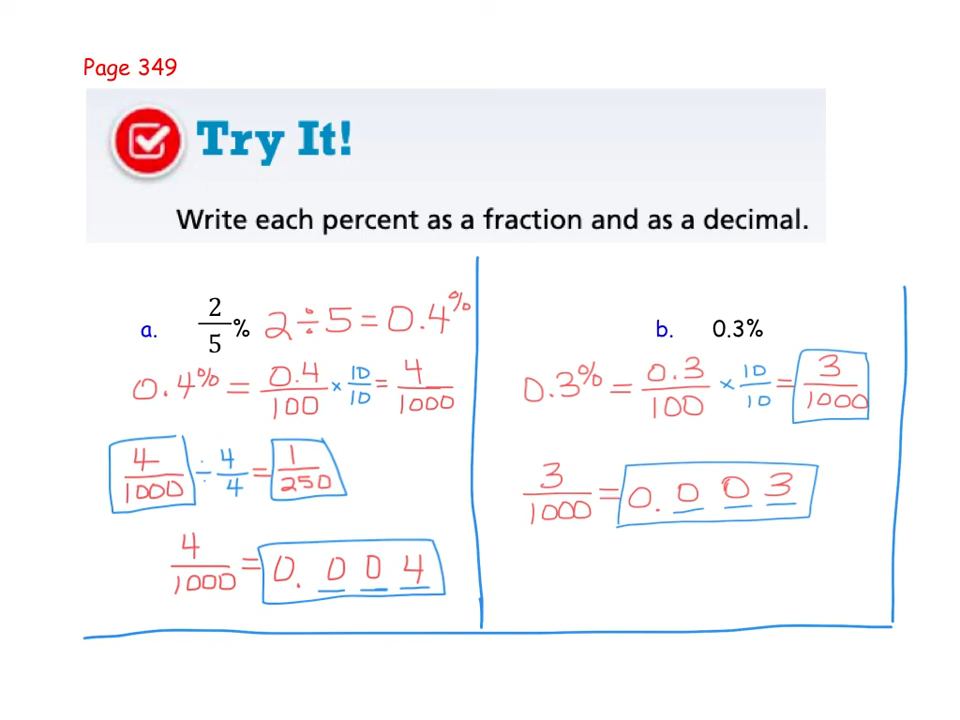 Page 349
Try It!
Write each percent as a fraction and as a decimal.
a. 2/5 % 2 ÷ 5 = 0.4%
0.4% = 0.4/100 × 10/10 = 4/1000
4/1000 ÷ 4/4 = 1/250
4/1000 = 0.004
b. 0.3%
0.3% = 0.3/100 × 10/10 = 3/1000
3/1000 = 0.003